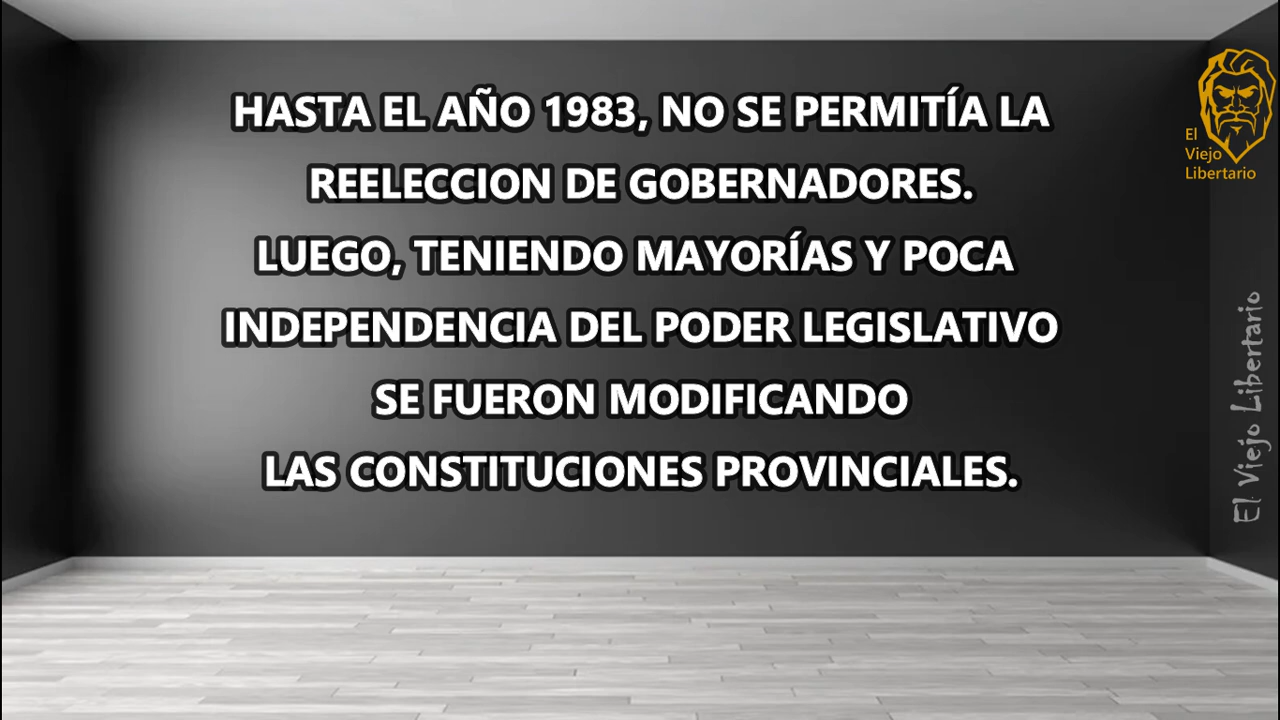 HASTA EL AÑO 1983, NO SE PERMITÍA LA
REELECCION DE GOBERNADORES.
LUEGO, TENIENDO MAYORÍAS Y POCA
INDEPENDENCIA DEL PODER LEGISLATIVO
SE FUERON MODIFICANDO
LAS CONSTITUCIONES PROVINCIALES.
El
Viejo
Libertario
El Viejo Libertario